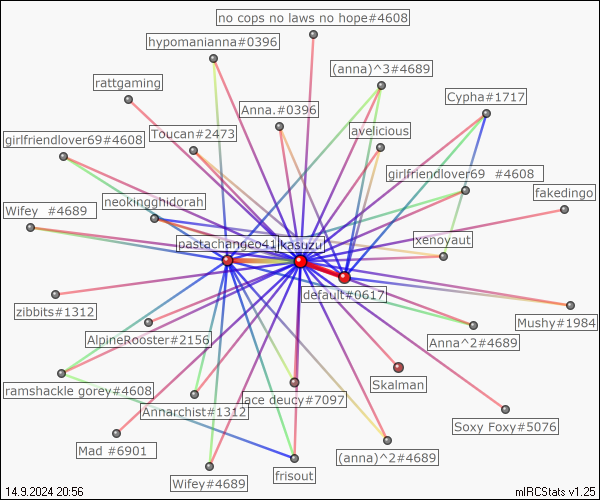 no cops no laws no hope#4608
hypomanianna#0396
(anna)^3#4689
rattgaming
Cypha#1717
Anna.#0396
Toucan#2473
avelicious
girlfriendlover69#4608
girlfriendlover69 #4608
fakedingo
neokingghidorah
Wifey #4689
pastachangeo41
kasuzu
xenoyaut
default#0617
zibbits#1312
Mushy#1984
AlpineRooster#2156
Anna^2#4689
Skalman
ramshackle gorey#4608
lace deucy#7097
Annarchist#1312
Soxy Foxy#5076
Mad #6901
(anna)^2#4689
frisout
Wifey#4689
14.9.2024 20:56
mIRCStats v1.25